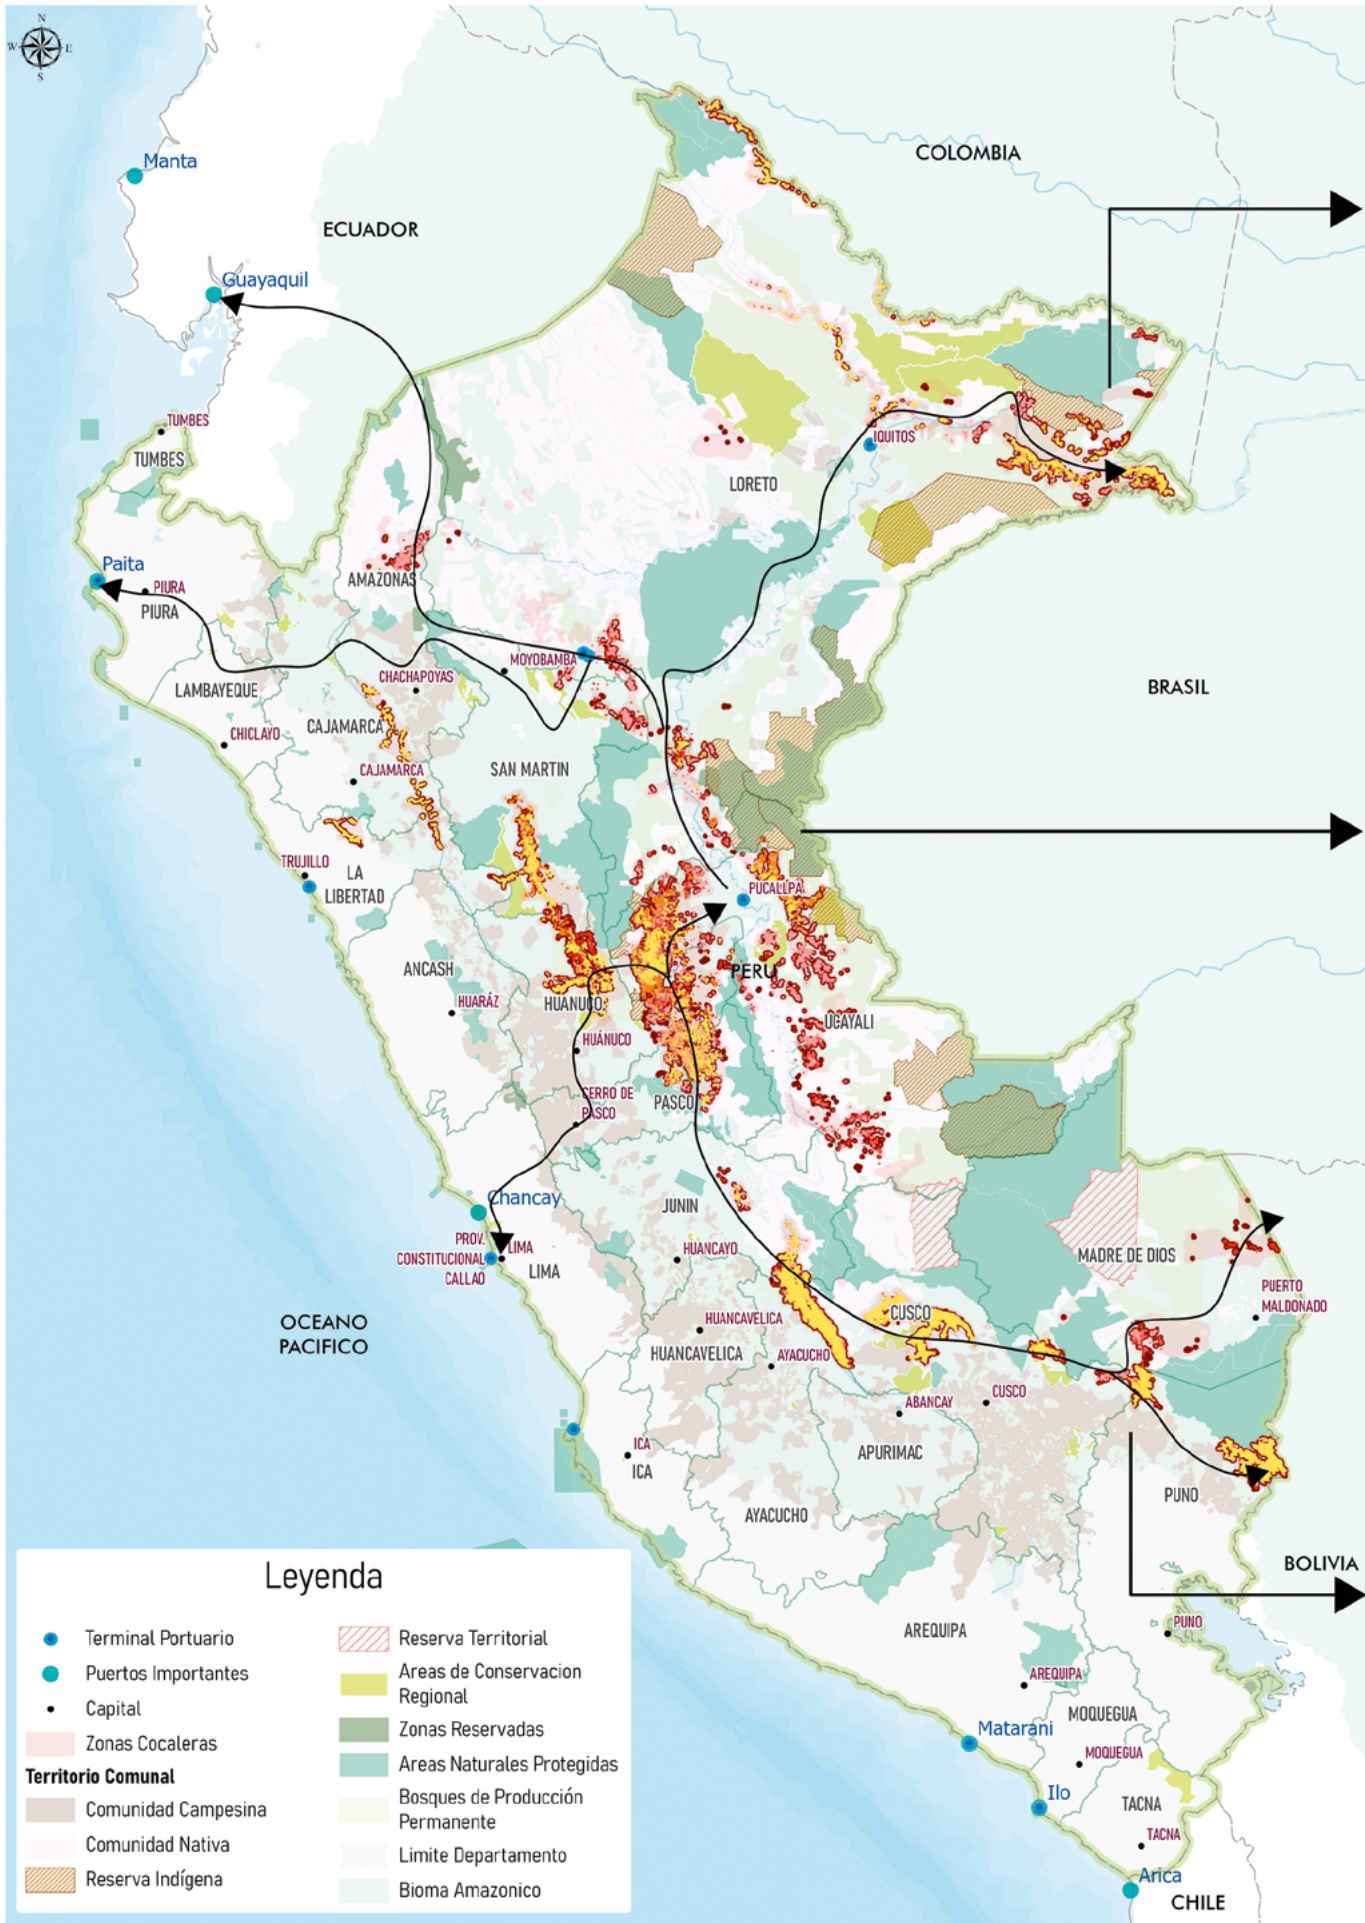 N
W
E
S
COLOMBIA
Manta
ECUADOR
Guayaquil
TUMBES
TUMBES
IQUITOS
LORETO
Paita
PIURA
PIURA
AMAZONAS
MOYOBAMBA
CHACHAPOYAS
LAMBAYEQUE
BRASIL
CAJAMARCA
CHICLAYO
CAJAMARCA
SAN MARTIN
TRUJILLO
LA
LIBERTAD
PUCALLPA
ANCASH
PERU
HUARÁZ
HUANUCO
UCAYALI
HUÁNUCO
CERRO DE
PASCO
PASCO
Chancay
JUNIN
PROV.
CONSTITUCIONAL
CALLAO
LIMA
LIMA
HUANCAYO
MADRE DE DIOS
PUERTO
MALDONADO
OCEANO
PACIFICO
HUANCAVELICA
HUANCAVELICA
CUSCO
AYACUCHO
ABANCAY
CUSCO
ICA
ICA
APURIMAC
AYACUCHO
PUNO
BOLIVIA
AREQUIPA
PUNO
AREQUIPA
MOQUEGUA
Matarani
MOQUEGUA
Ilo
TACNA
TACNA
Arica
CHILE
Leyenda
Terminal Portuario
Puertos Importantes
Capital
Zonas Cocaleras
Territorio Comunal
Comunidad Campesina
Comunidad Nativa
Reserva Indígena
Reserva Territorial
Areas de Conservacion
Regional
Zonas Reservadas
Areas Naturales Protegidas
Bosques de Producción
Permanente
Limite Departamento
Bioma Amazonico